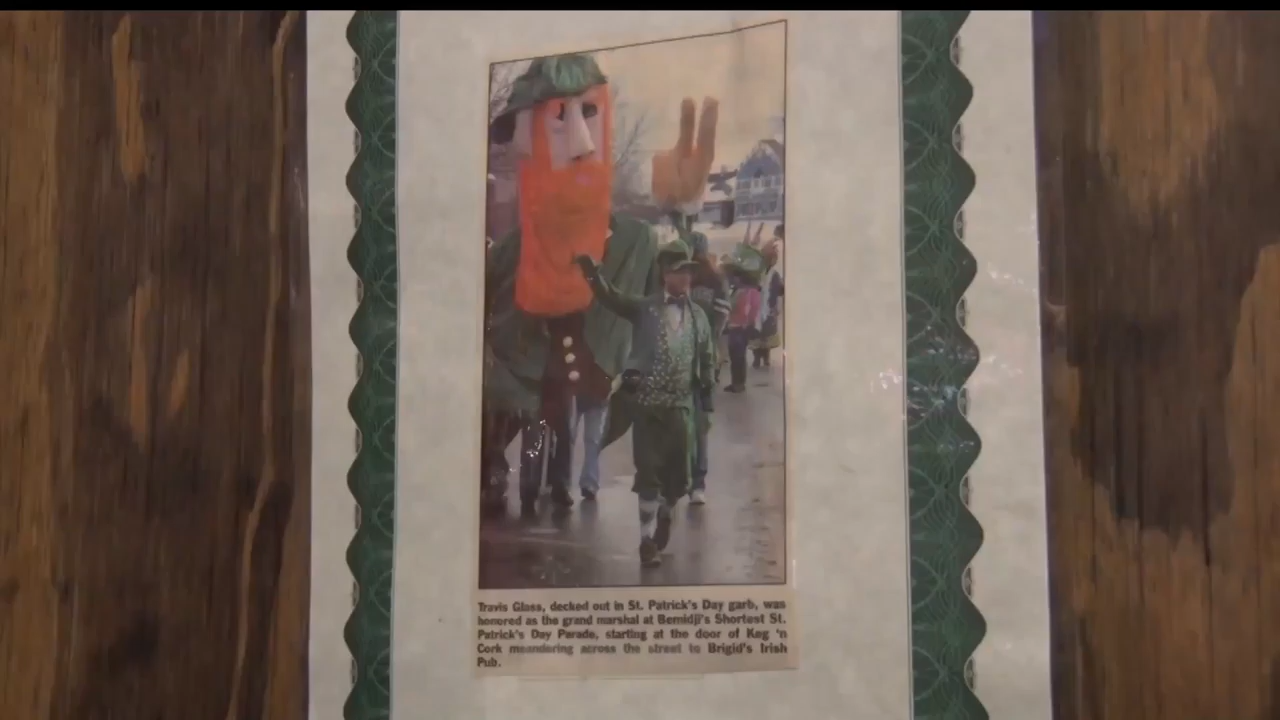 Travis Glass, decked out in St. Patrick's Day garb, was
honored as the grand marshal at Bemidji's Shortest St.
Patrick's Day Parade, starting at the door of Keg 'n
Cork meandering across the street to Brigid's Irish
Pub.